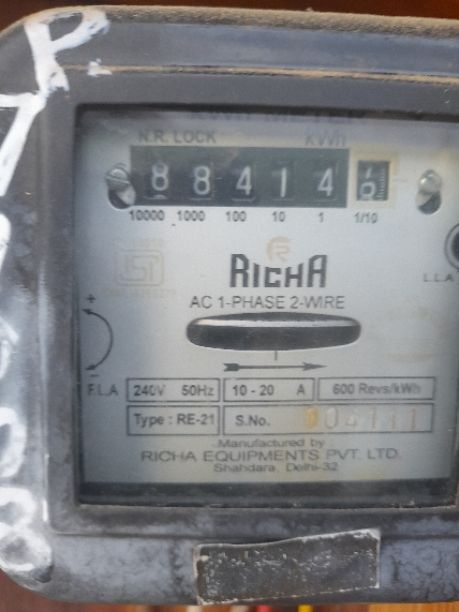 P.
N.R. LOCK KWh
8 8 4 1 4
10000 1000 100 10 1 1/10
RICHA
AC 1-PHASE 2-WIRE
L.L.A
+
-
F.L.A 240V 50Hz 10 - 20 A 600 Revs/kWh
Type : RE-21 S.No. 004111
Manufactured by
RICHA EQUIPMENTS PVT. LTD.
Shahdara, Delhi-32